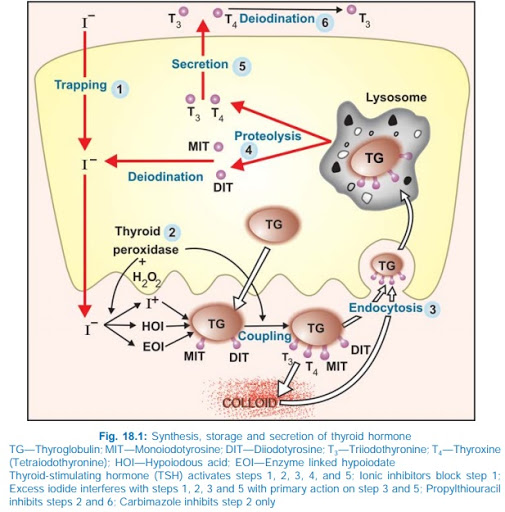 I⁻
T₃
T₄ Deiodination 6
T₃
Secretion 5
Trapping 1
Lysosome
T₃ T₄
TG
Proteolysis
4
MIT
I⁻
Deiodination
DIT
Thyroid 2
peroxidase
+
H₂O₂
TG
TG
I⁺
Endocytosis 3
I⁻
HOI
TG
Coupling
TG
EOI
MIT
DIT
T₃
T₄
MIT
DIT
COLLOID
Fig. 18.1: Synthesis, storage and secretion of thyroid hormone
TG—Thyroglobulin; MIT—Monoiodotyrosine; DIT—Diiodotyrosine; T₃—Triiodothyronine; T₄—Thyroxine
(Tetraiodothyronine); HOI—Hypoiodous acid; EOI—Enzyme linked hypoiodate
Thyroid-stimulating hormone (TSH) activates steps 1, 2, 3, 4, and 5; Ionic inhibitors block step 1;
Excess iodide interferes with steps 1, 2, 3 and 5 with primary action on step 3 and 5; Propylthiouracil
inhibits steps 2 and 6; Carbimazole inhibits step 2 only